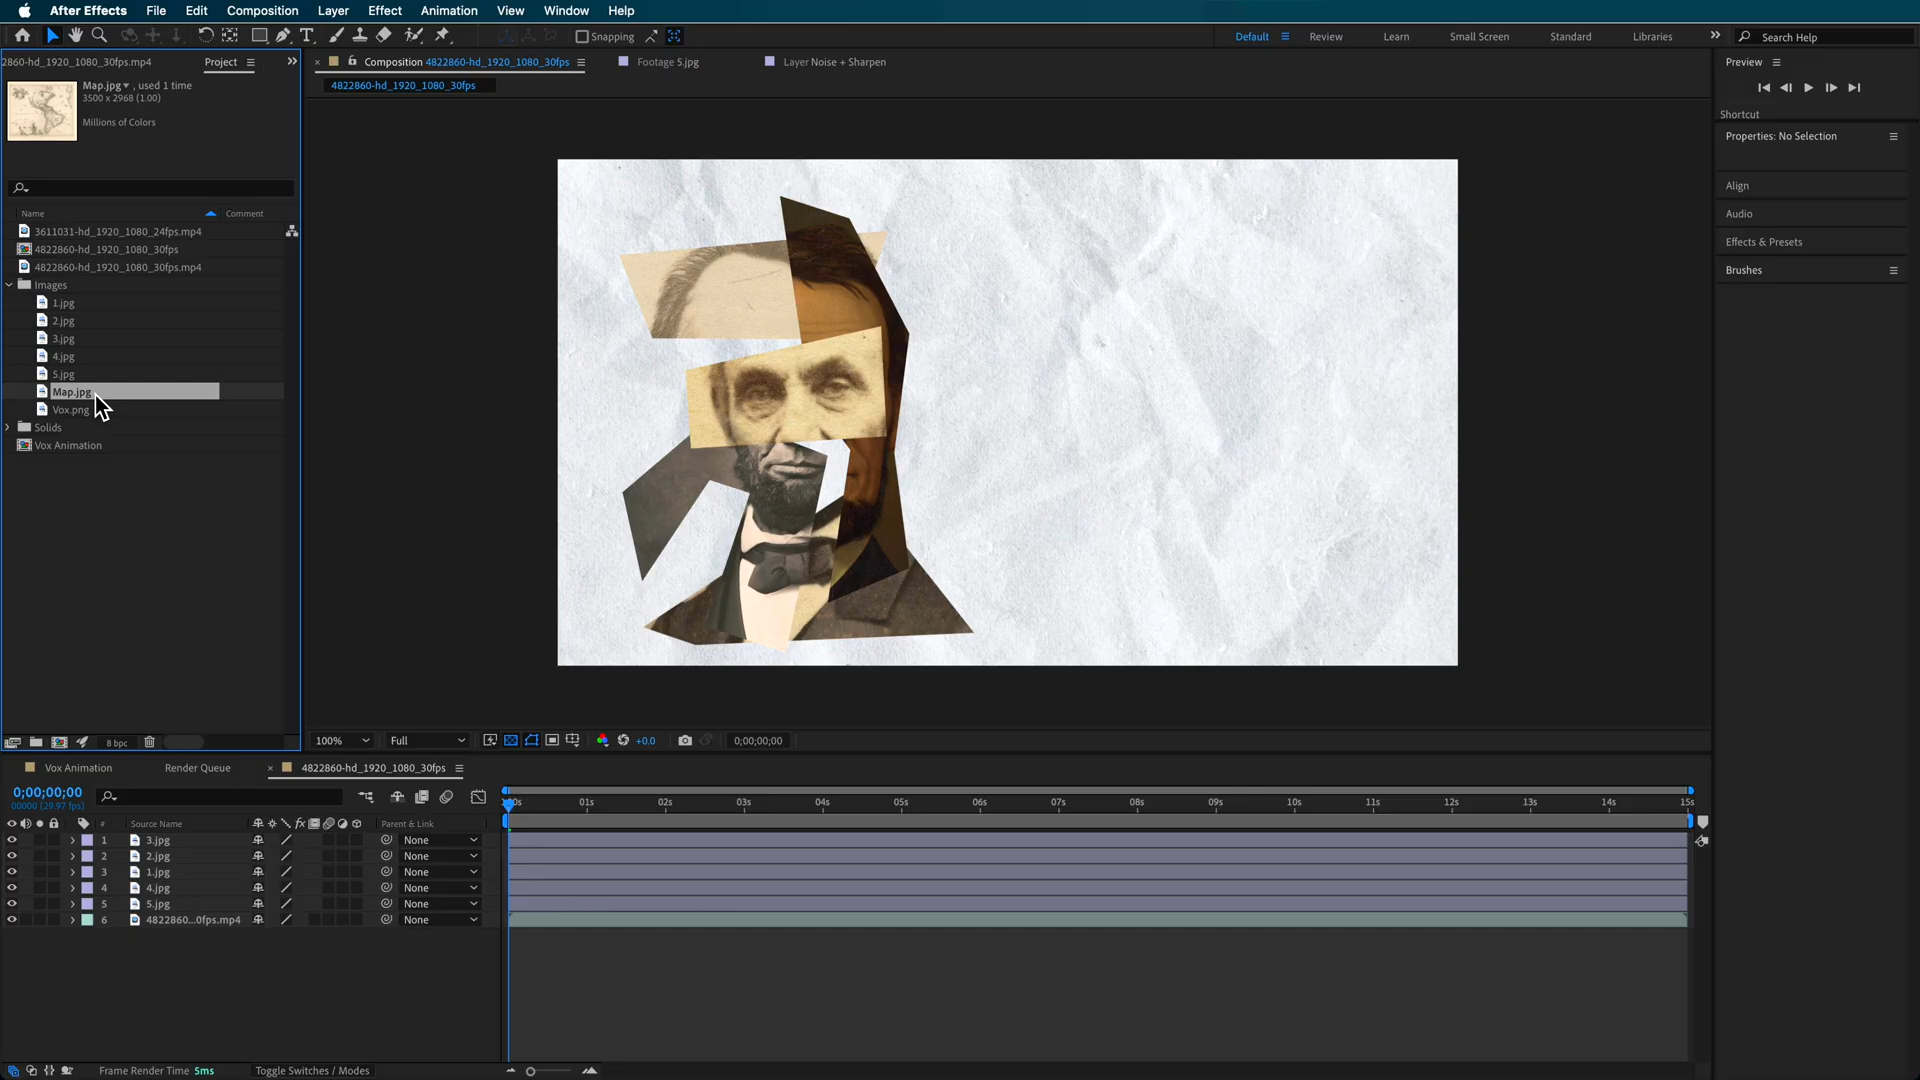 After Effects File Edit Composition Layer Effect Animation View Window Help
Snapping Default Review Learn Small Screen Standard Libraries Search Help
2860-hd_1920_1080_30fps.mp4 Project
Composition 4822860-hd_1920_1080_30fps Footage 5.jpg Layer Noise + Sharpen
Preview
4822860-hd_1920_1080_30fps
Map.jpg , used 1 time
3500 x 2968 (1.00)
Millions of Colors
Shortcut
Properties: No Selection
Align
Audio
Effects & Presets
Brushes
Name Comment
3611031-hd_1920_1080_24fps.mp4
4822860-hd_1920_1080_30fps
4822860-hd_1920_1080_30fps.mp4
Images
1.jpg
2.jpg
3.jpg
4.jpg
5.jpg
Map.jpg
Vox.png
Solids
Vox Animation
8 bpc
100% Full +0.0 0;00;00;00
Vox Animation Render Queue 4822860-hd_1920_1080_30fps
0;00;00;00
00000 (29.97 fps)
01s 02s 03s 04s 05s 06s 07s 08s 09s 10s 11s 12s 13s 14s 15s
# Source Name fx Parent & Link
1 3.jpg None
2 2.jpg None
3 1.jpg None
4 4.jpg None
5 5.jpg None
6 4822860...0fps.mp4 None
Frame Render Time 5ms Toggle Switches / Modes